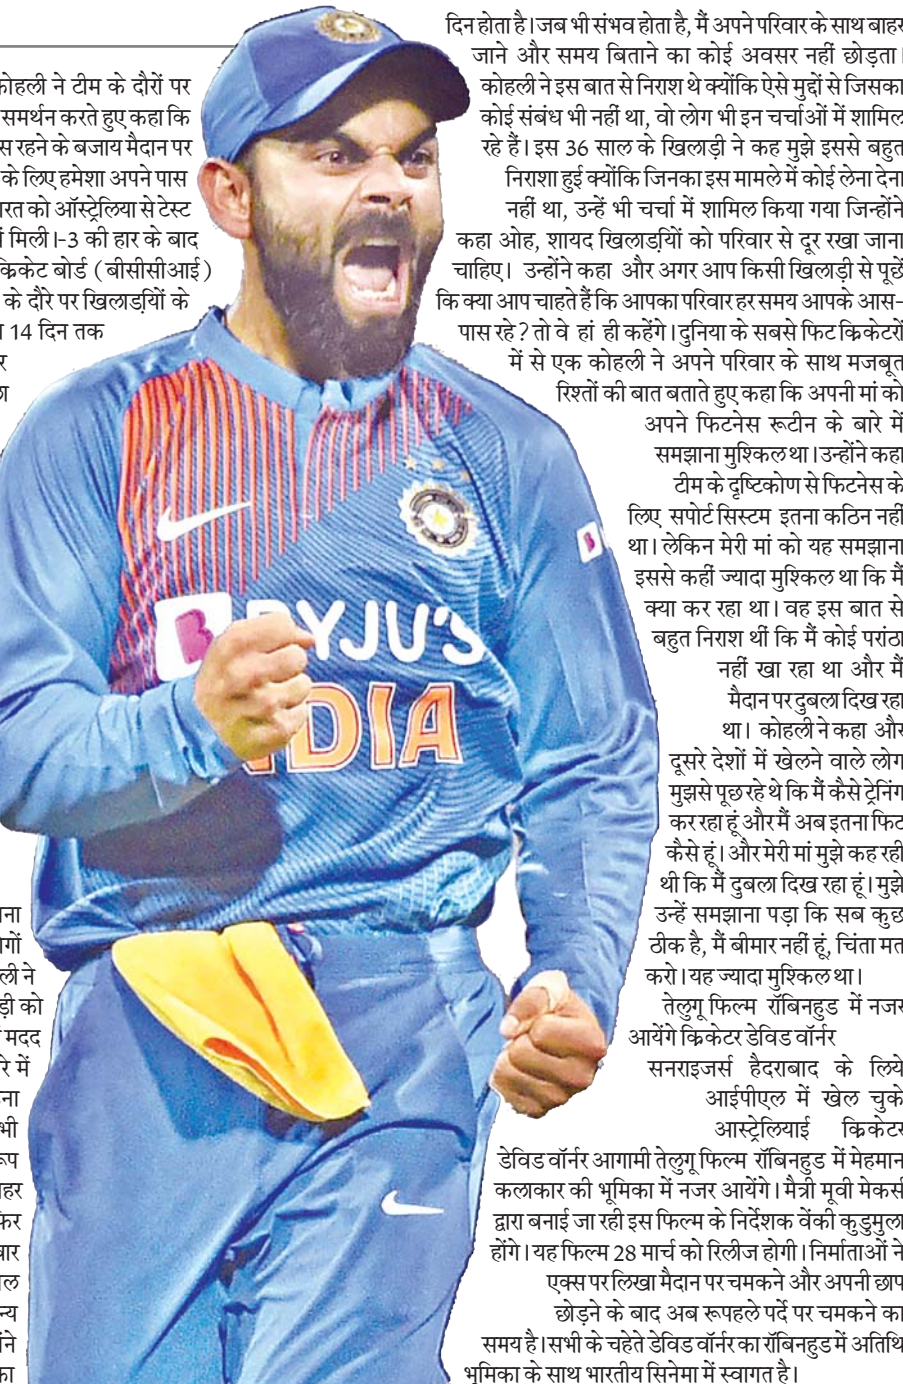 कोहली ने टीम के दौरों पर
समर्थन करते हुए कहा कि
रहने के बजाय मैदान पर
के लिए हमेशा अपने पास
को ऑस्ट्रेलिया से टेस्ट
मिली।-3 की हार के बाद
क्रिकेट बोर्ड (बीसीसीआई)
के दौरे पर खिलाडिय़ों के
14 दिन तक
मदद
में
भी
दिन होता है। जब भी संभव होता है, मैं अपने परिवार के साथ बाहर
जाने और समय बिताने का कोई अवसर नहीं छोड़ता।
कोहली ने इस बात से निराश थे क्योंकि ऐसे मुद्दों से जिसका
कोई संबंध भी नहीं था, वो लोग भी इन चर्चाओं में शामिल
रहे हैं। इस 36 साल के खिलाड़ी ने कह मुझे इससे बहुत
निराशा हुई क्योंकि जिनका इस मामले में कोई लेना देना
नहीं था, उन्हें भी चर्चा में शामिल किया गया जिन्होंने
कहा ओह, शायद खिलाडिय़ों को परिवार से दूर रखा जाना
चाहिए। उन्होंने कहा और अगर आप किसी खिलाड़ी से पूछें
कि क्या आप चाहते हैं कि आपका परिवार हर समय आपके आस-
पास रहे? तो वे हां ही कहेंगे। दुनिया के सबसे फिट क्रिकेटरों
में से एक कोहली ने अपने परिवार के साथ मजबूत
रिश्तों की बात बताते हुए कहा कि अपनी मां को
अपने फिटनेस रूटीन के बारे में
समझाना मुश्किल था। उन्होंने कहा
टीम के दृष्टिकोण से फिटनेस के
लिए सपोर्ट सिस्टम इतना कठिन नहीं
था। लेकिन मेरी मां को यह समझाना
इससे कहीं ज्यादा मुश्किल था कि मैं
क्या कर रहा था। वह इस बात से
बहुत निराश थीं कि मैं कोई परांठा
नहीं खा रहा था और मैं
मैदान पर दुबला दिख रहा
था। कोहली ने कहा और
दूसरे देशों में खेलने वाले लोग
मुझसे पूछ रहे थे कि मैं कैसे ट्रेनिंग
कर रहा हूं और मैं अब इतना फिट
कैसे हूं। और मेरी मां मुझे कह रही
थी कि मैं दुबला दिख रहा हूं। मुझे
उन्हें समझाना पड़ा कि सब कुछ
ठीक है, मैं बीमार नहीं हूं, चिंता मत
करो। यह ज्यादा मुश्किल था।
तेलुगू फिल्म रॉबिनहुड में नजर
आयेंगे क्रिकेटर डेविड वॉर्नर
सनराइजर्स हैदराबाद के लिये
आईपीएल में खेल चुके
आस्ट्रेलियाई क्रिकेटर
डेविड वॉर्नर आगामी तेलुगू फिल्म रॉबिनहुड में मेहमान
कलाकार की भूमिका में नजर आयेंगे। मैत्री मूवी मेकर्स
द्वारा बनाई जा रही इस फिल्म के निर्देशक वेंकी कुडुमुला
होंगे। यह फिल्म 28 मार्च को रिलीज होगी। निर्माताओं ने
एक्स पर लिखा मैदान पर चमकने और अपनी छाप
छोड़ने के बाद अब रूपहले पर्दे पर चमकने का
समय है। सभी के चहेते डेविड वॉर्नर का रॉबिनहुड में अतिथि
भूमिका के साथ भारतीय सिनेमा में स्वागत है।
BYJU'S
INDIA